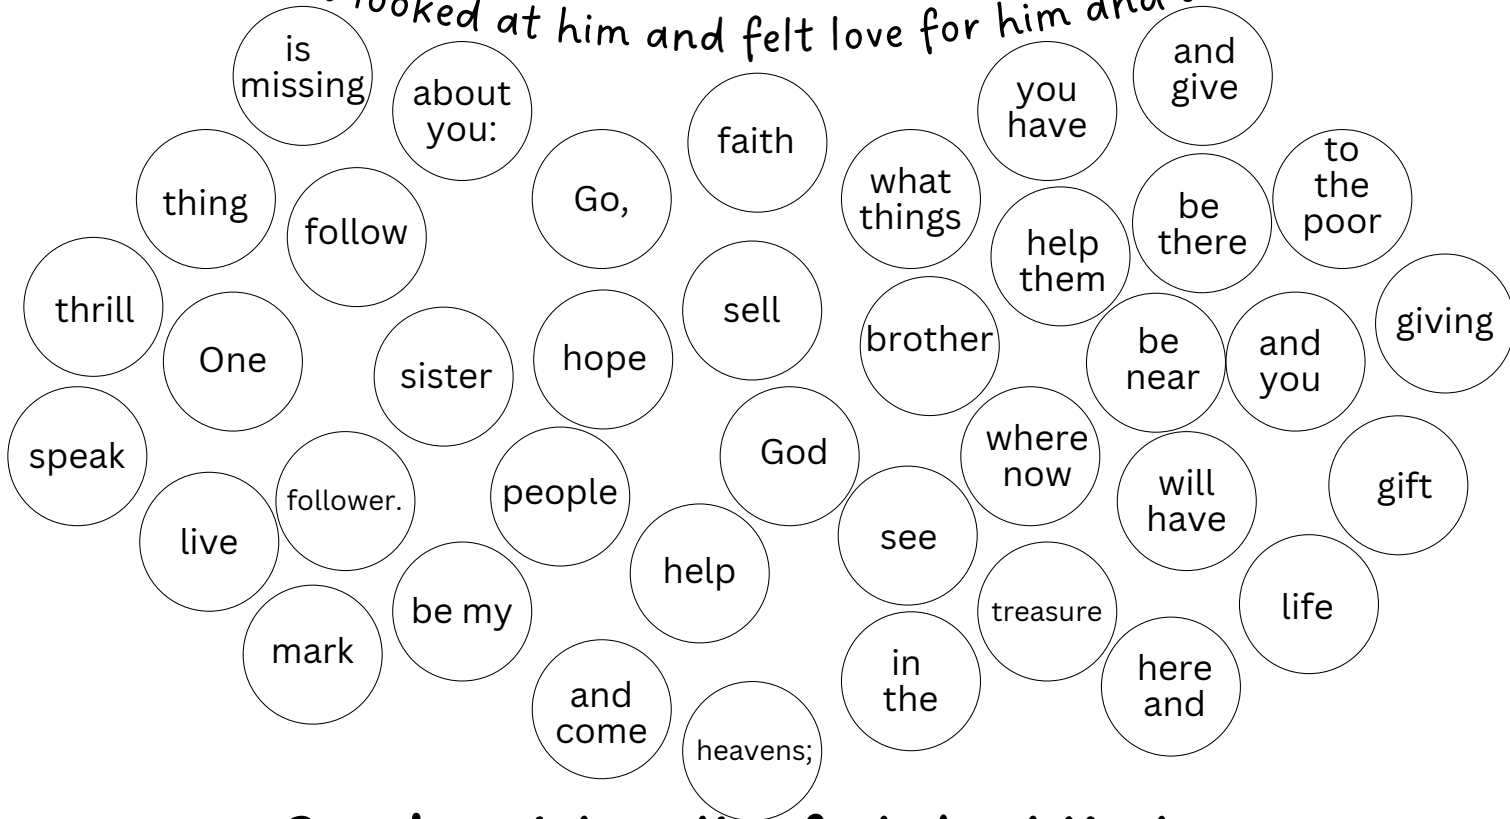 looked at him and felt love for him and
is
missing
about
you:
faith
you
have
and
give
thing
follow
Go,
what
things
help
them
be
there
to
the
poor
thrill
One
sister
hope
sell
brother
be
near
and
you
giving
speak
follower.
people
God
where
now
will
have
gift
live
be my
help
see
treasure
life
mark
and
come
heavens;
in
the
here
and